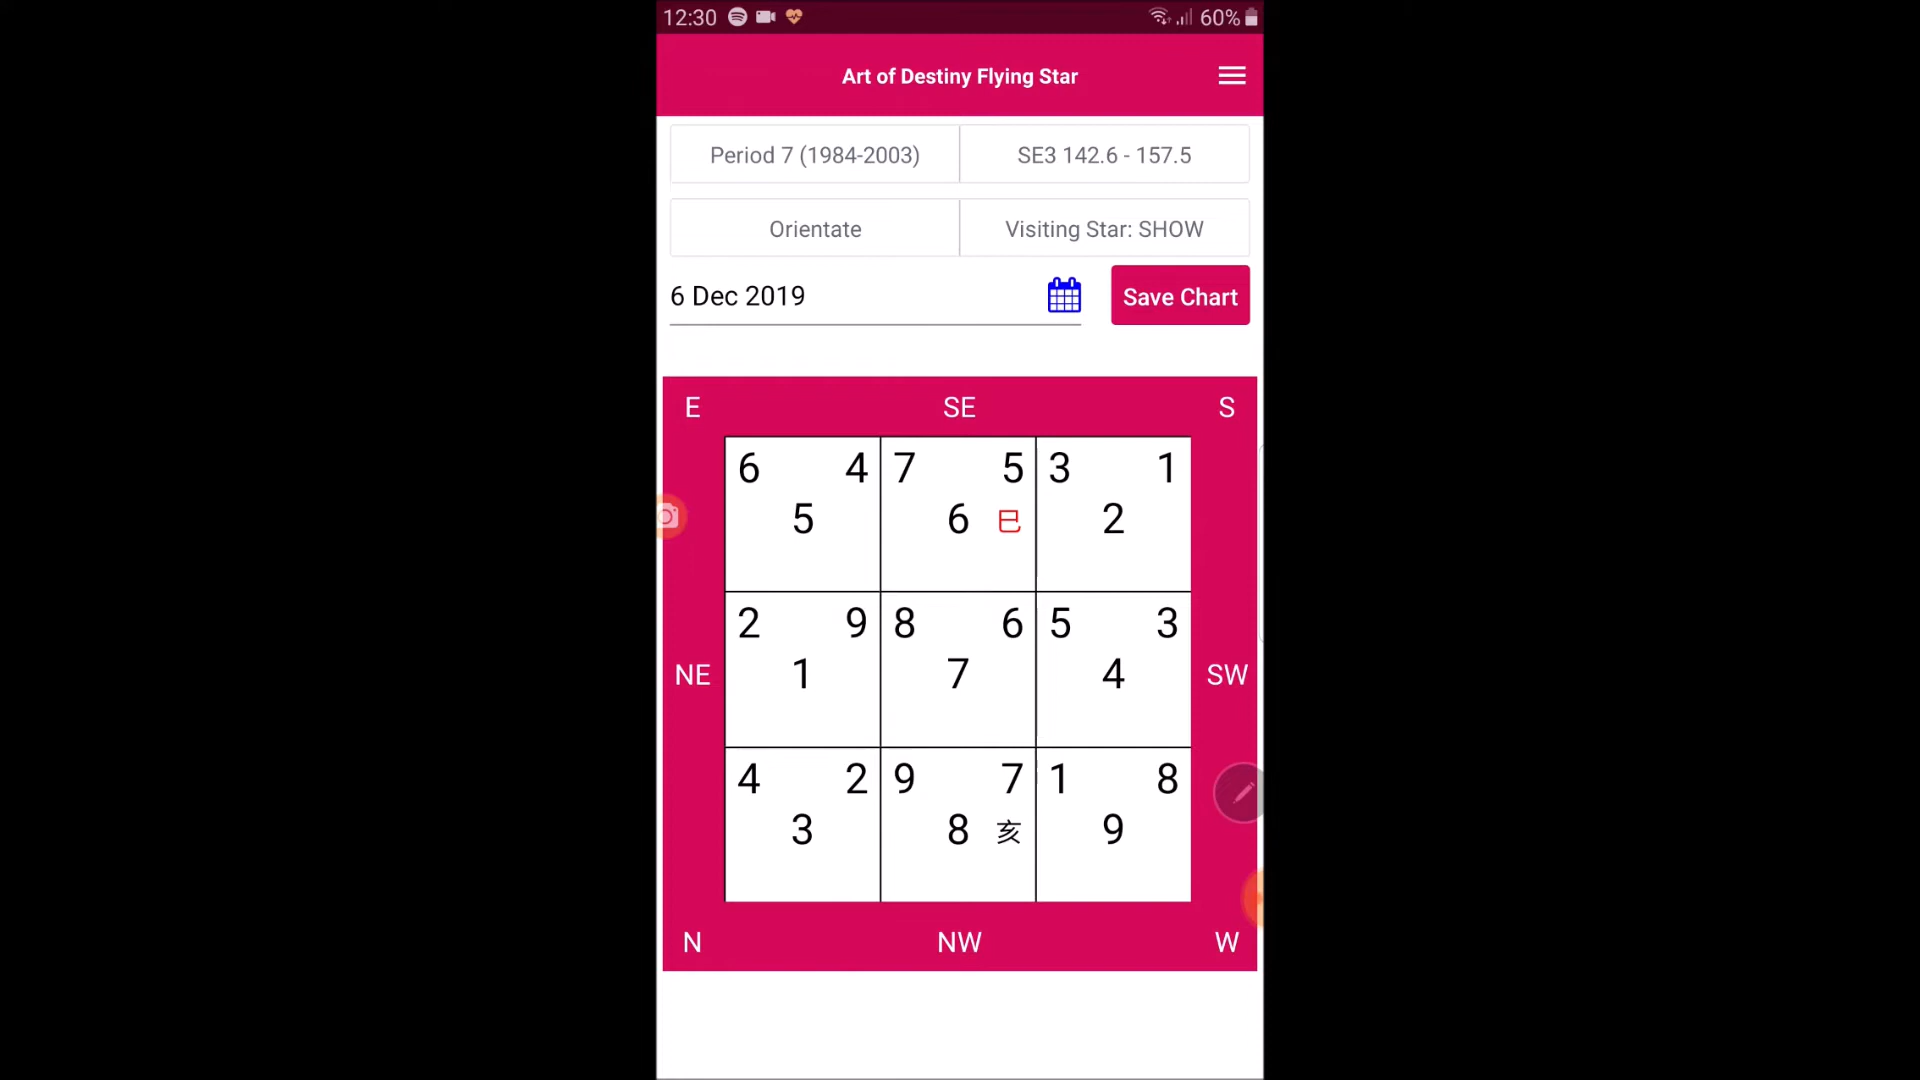 12:30 60%
Art of Destiny Flying Star
Period 7 (1984-2003) SE3 142.6 - 157.5
Orientate Visiting Star: SHOW
6 Dec 2019 Save Chart
E SE S
6 4 7 5 3 1
5 6 巳 2
2 9 8 6 5 3
NE 1 7 4 SW
4 2 9 7 1 8
3 8 亥 9
N NW W